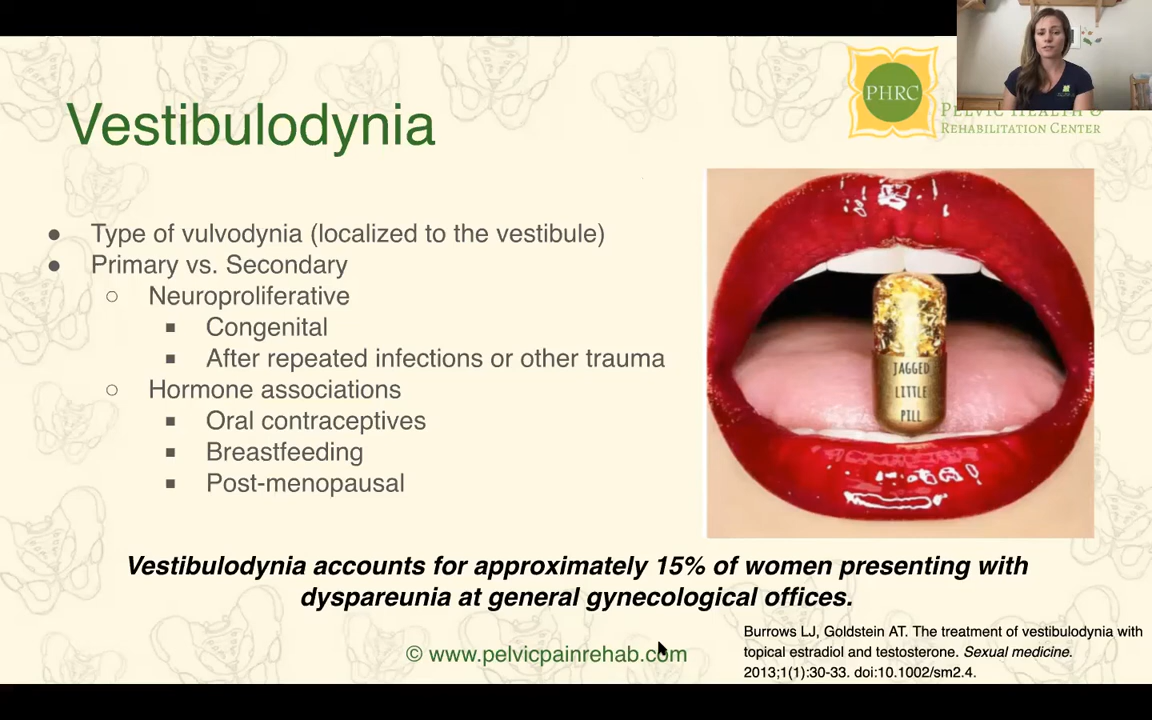 Vestibulodynia
PHRC
PELVIC HEALTH &
REHABILITATION CENTER
● Type of vulvodynia (localized to the vestibule)
● Primary vs. Secondary
○ Neuroproliferative
■ Congenital
■ After repeated infections or other trauma
○ Hormone associations
■ Oral contraceptives
■ Breastfeeding
■ Post-menopausal
JAGGED
LITTLE
PILL
Vestibulodynia accounts for approximately 15% of women presenting with
dyspareunia at general gynecological offices.
Burrows LJ, Goldstein AT. The treatment of vestibulodynia with
topical estradiol and testosterone. Sexual medicine.
2013;1(1):30-33. doi:10.1002/sm2.4.
© www.pelvicpainrehab.com